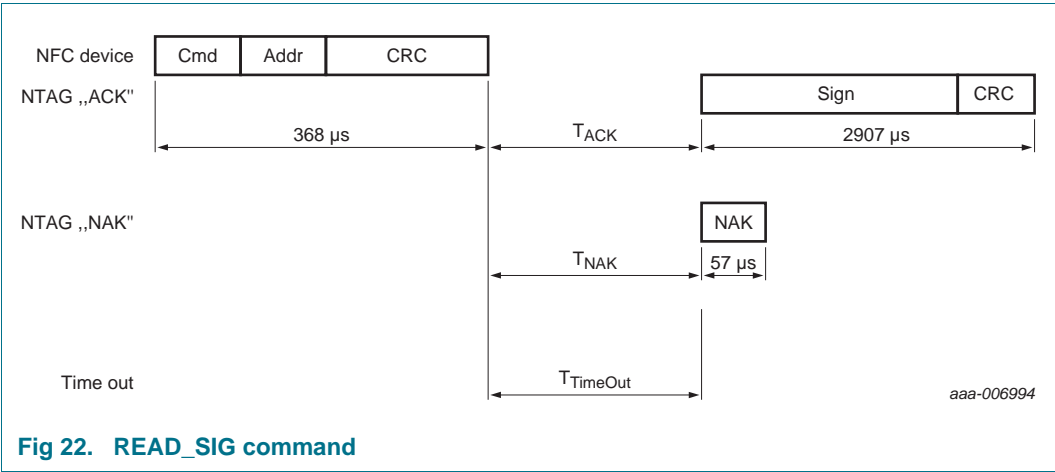 NFC device Cmd Addr CRC
NTAG ,,ACK" Sign CRC
368 µs TACK 2907 µs
NTAG ,,NAK" NAK
TNAK 57 µs
Time out TTimeOut
aaa-006994
Fig 22. READ_SIG command